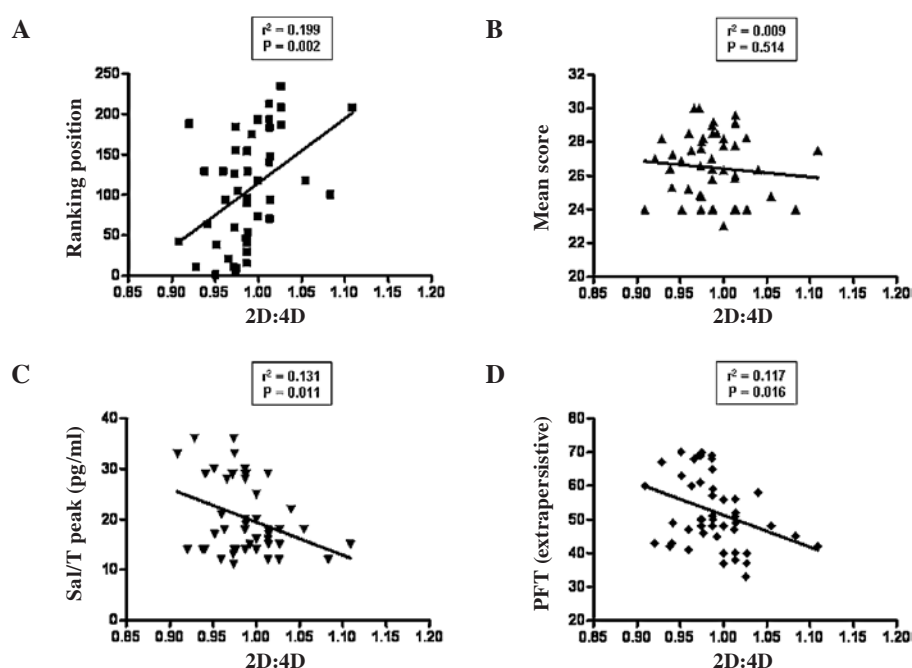 A
r² = 0.199
P = 0.002
Ranking position
250
200
150
100
50
0
0.85 0.90 0.95 1.00 1.05 1.10 1.15 1.20
2D:4D
B
r² = 0.009
P = 0.514
Mean score
32
30
28
26
24
22
20
0.85 0.90 0.95 1.00 1.05 1.10 1.15 1.20
2D:4D
C
r² = 0.131
P = 0.011
Sal/T peak (pg/ml)
40
30
20
10
0
0.85 0.90 0.95 1.00 1.05 1.10 1.15 1.20
2D:4D
D
r² = 0.117
P = 0.016
PFT (extrapersistive)
80
70
60
50
40
30
20
0.85 0.90 0.95 1.00 1.05 1.10 1.15 1.20
2D:4D